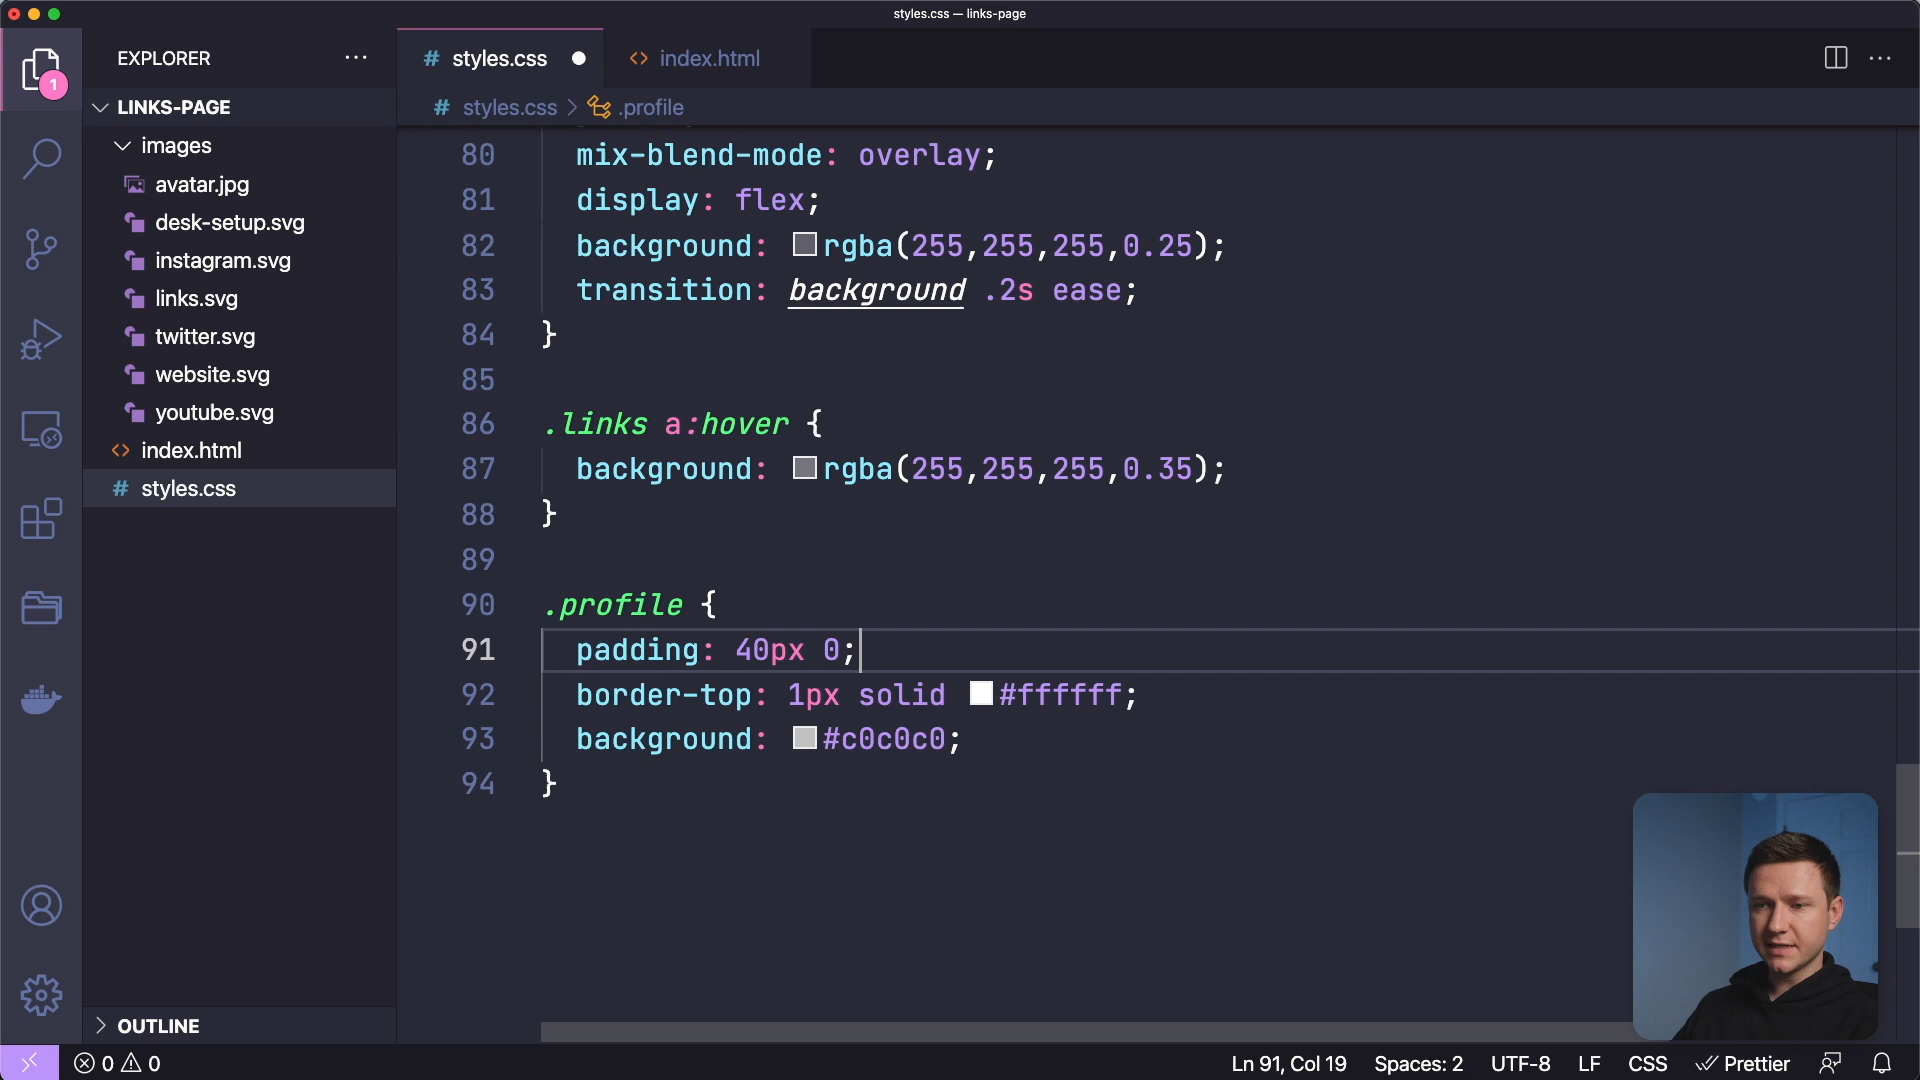 styles.css — links-page
EXPLORER
styles.css
index.html
1
LINKS-PAGE
styles.css > .profile
images
avatar.jpg
desk-setup.svg
instagram.svg
links.svg
twitter.svg
website.svg
youtube.svg
index.html
styles.css
80 mix-blend-mode: overlay;
81 display: flex;
82 background: rgba(255,255,255,0.25);
83 transition: background .2s ease;
84 }
85
86 .links a:hover {
87 background: rgba(255,255,255,0.35);
88 }
89
90 .profile {
91 padding: 40px 0;
92 border-top: 1px solid #ffffff;
93 background: #c0c0c0;
94 }
OUTLINE
0 0
Ln 91, Col 19 Spaces: 2 UTF-8 LF CSS Prettier